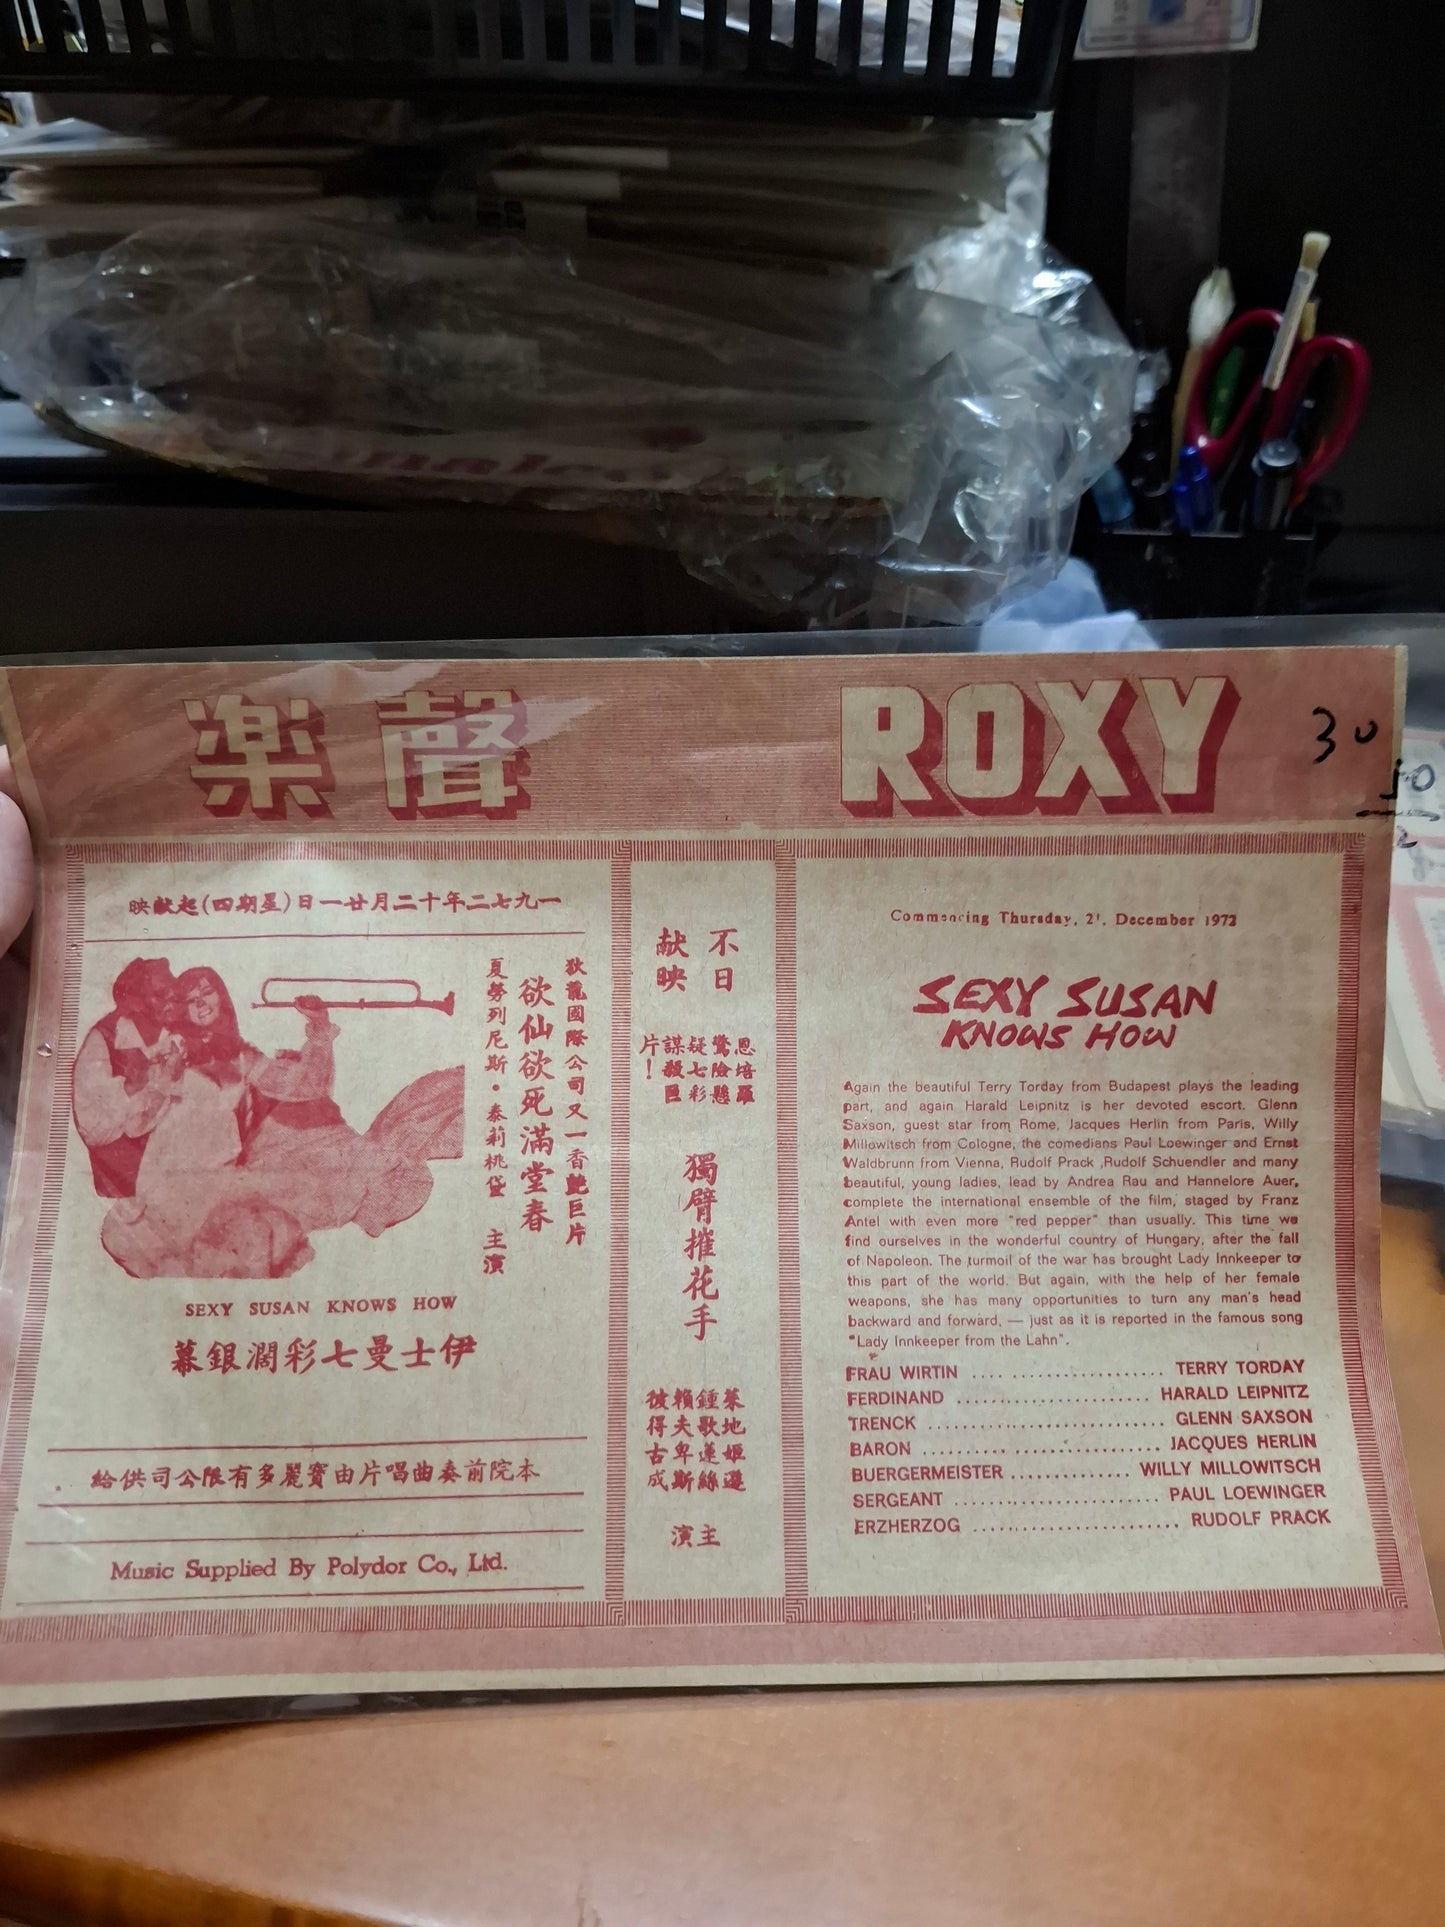 楽聲
ROXY
30
50
2
映献起(四期星)日一廿月二十年二七九一
狄龍國際公司又一香艷巨片
欲仙欲死滿堂春
夏勞列尼斯・泰莉桃黛 主演
SEXY SUSAN KNOWS HOW
幕銀濶彩七曼士伊
給供司公限有多麗寶由片唱曲奏前院本
Music Supplied By Polydor Co., Ltd.
不日
献映
恩培羅
驚險懸
疑七彩
謀殺巨
片!
獨臂摧花手
茱地姬遜
鍾歌蓮絲
賴夫卑斯
彼得古成
主演
Commencing Thursday, 21, December 1972
SEXY SUSAN
KNOWS HOW
Again the beautiful Terry Torday from Budapest plays the leading
part, and again Harald Leipnitz is her devoted escort. Glenn
Saxson, guest star from Rome, Jacques Herlin from Paris, Willy
Millowitsch from Cologne, the comedians Paul Loewinger and Ernst
Waldbrunn from Vienna, Rudolf Prack ,Rudolf Schuendler and many
beautiful, young ladies, lead by Andrea Rau and Hannelore Auer,
complete the international ensemble of the film, staged by Franz
Antel with even more "red pepper" than usually. This time we
find ourselves in the wonderful country of Hungary, after the fall
of Napoleon. The turmoil of the war has brought Lady Innkeeper to
this part of the world. But again, with the help of her female
weapons, she has many opportunities to turn any man's head
backward and forward, — just as it is reported in the famous song
"Lady Innkeeper from the Lahn".
FRAU WIRTIN .... .................... TERRY TORDAY
FERDINAND .......................... HARALD LEIPNITZ
TRENCK ............................... GLENN SAXSON
BARON ............................... JACQUES HERLIN
BUERGERMEISTER .............. WILLY MILLOWITSCH
SERGEANT .......................... PAUL LOEWINGER
ERZHERZOG .......................... RUDOLF PRACK